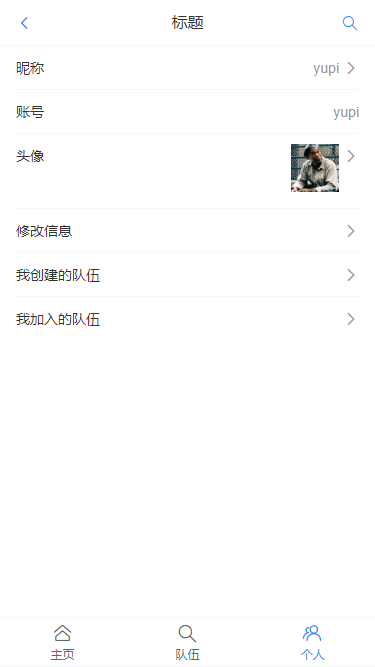 标题
昵称 yupi
账号 yupi
头像
修改信息
我创建的队伍
我加入的队伍
主页 队伍 个人